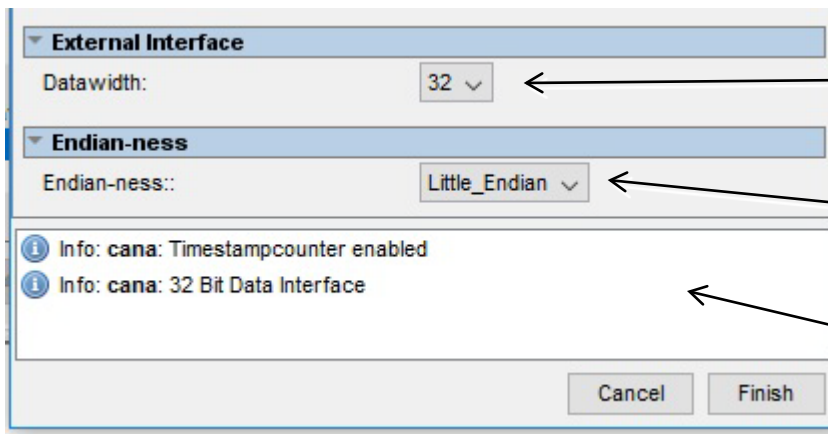 External Interface
Datawidth: 32
Endian-ness
Endian-ness:: Little_Endian
Info: cana: Timestampcounter enabled
Info: cana: 32 Bit Data Interface
Cancel Finish